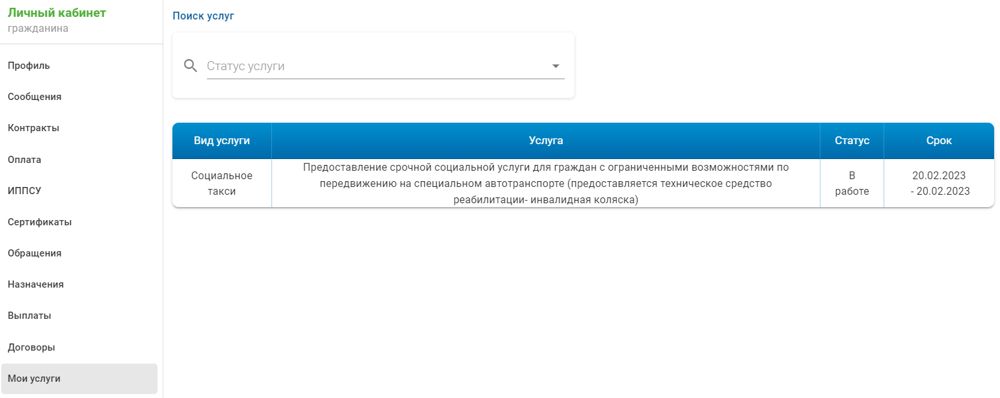 Личный кабинет
гражданина
Профиль
Сообщения
Контракты
Оплата
ИППСУ
Сертификаты
Обращения
Назначения
Выплаты
Договоры
Мои услуги
Поиск услуг
Статус услуги
Вид услуги
Услуга
Статус
Срок
Социальное
такси
Предоставление срочной социальной услуги для граждан с ограниченными возможностями по
передвижению на специальном автотранспорте (предоставляется техническое средство
реабилитации- инвалидная коляска)
В
работе
20.02.2023
- 20.02.2023